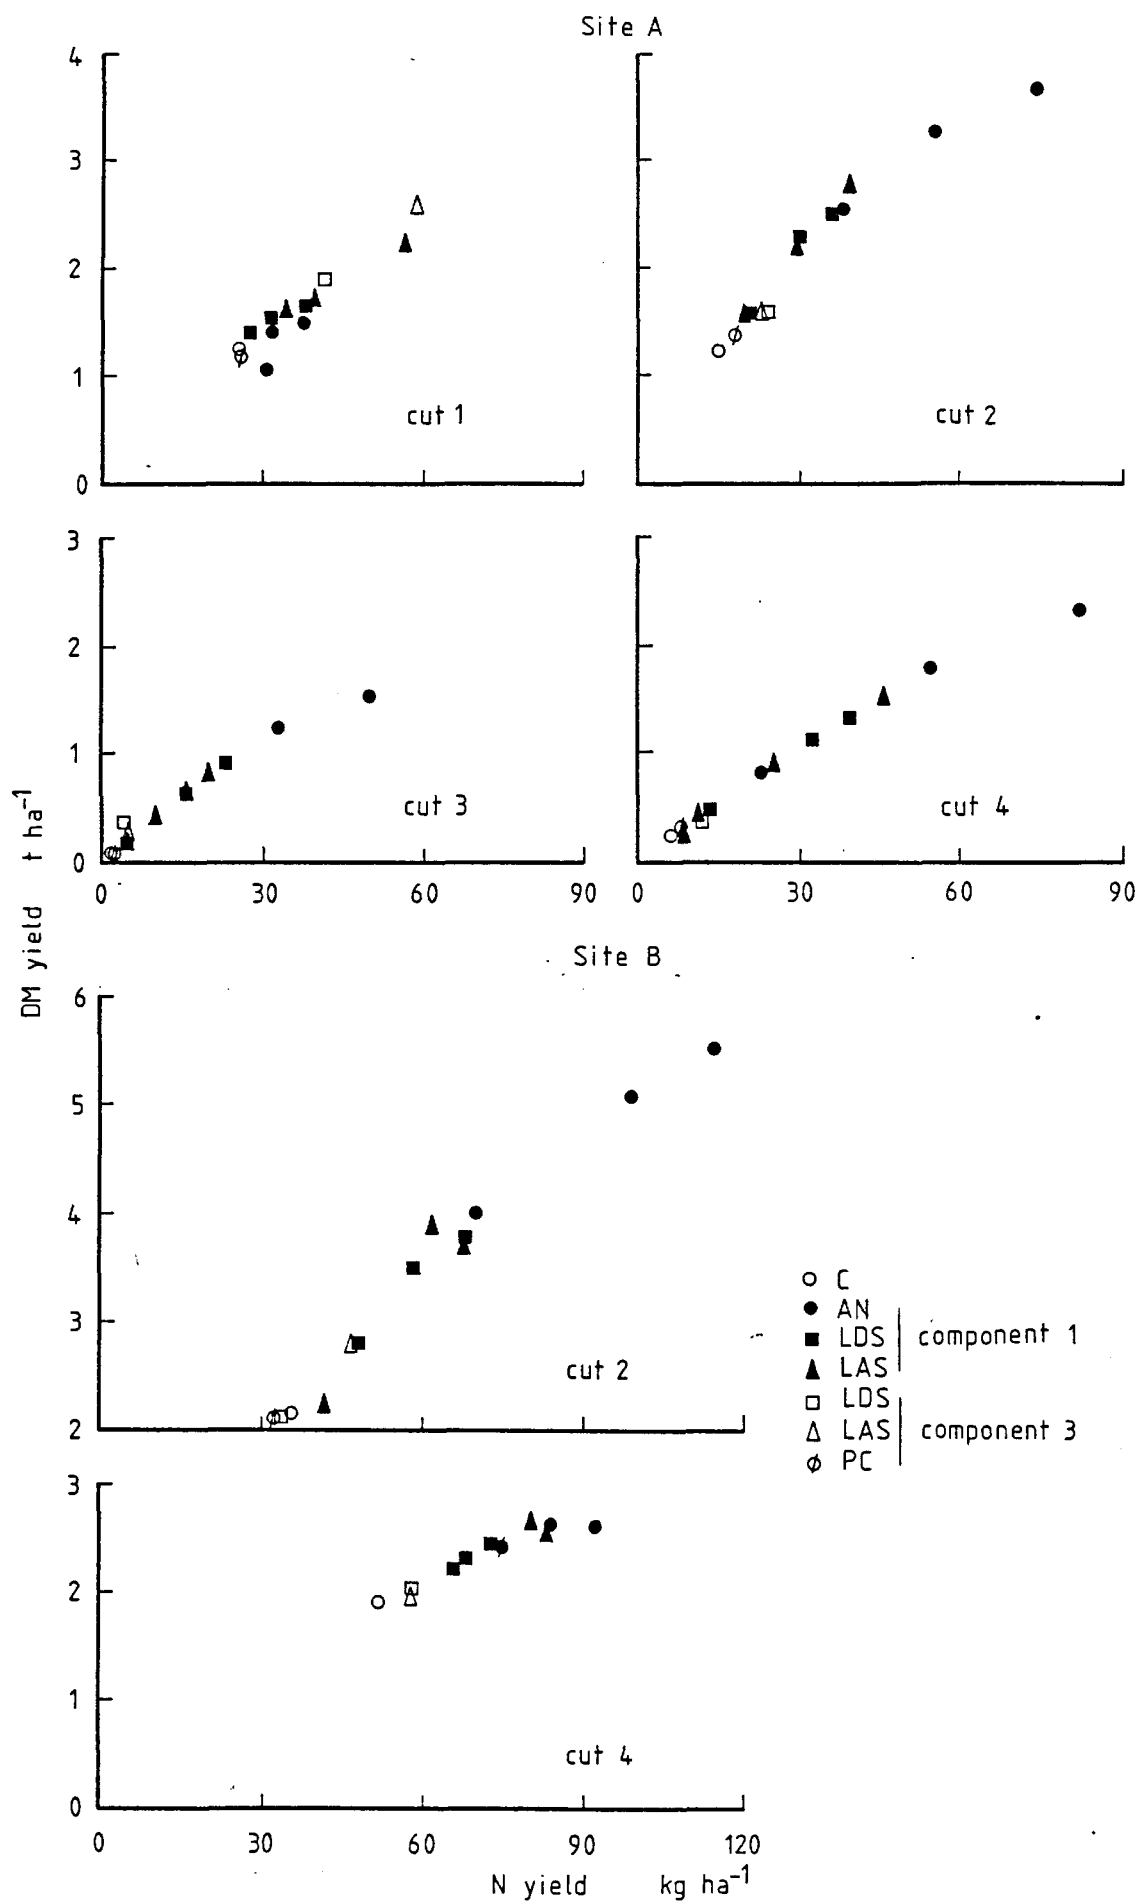 Site A
4
3
2
1
0
cut 1
cut 2
3
2
1
0
cut 3
cut 4
0 30 60 90
0 30 60 90
DM yield t ha⁻¹
Site B
6
5
4
3
2
cut 2
C
AN
LDS
LAS
component 1
LDS
LAS
PC
component 3
3
2
1
0
cut 4
0 30 60 90 120
N yield kg ha⁻¹